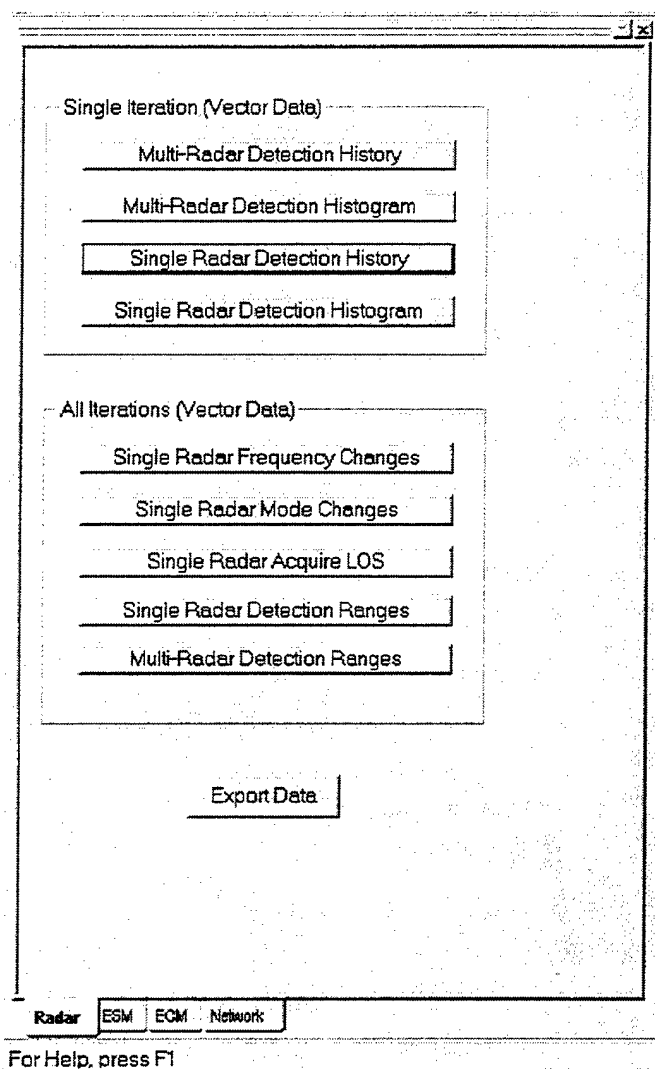 Single Iteration (Vector Data)
Multi-Radar Detection History
Multi-Radar Detection Histogram
Single Radar Detection History
Single Radar Detection Histogram
All Iterations (Vector Data)
Single Radar Frequency Changes
Single Radar Mode Changes
Single Radar Acquire LOS
Single Radar Detection Ranges
Multi-Radar Detection Ranges
Export Data
Radar ESM ECM Network
For Help, press F1